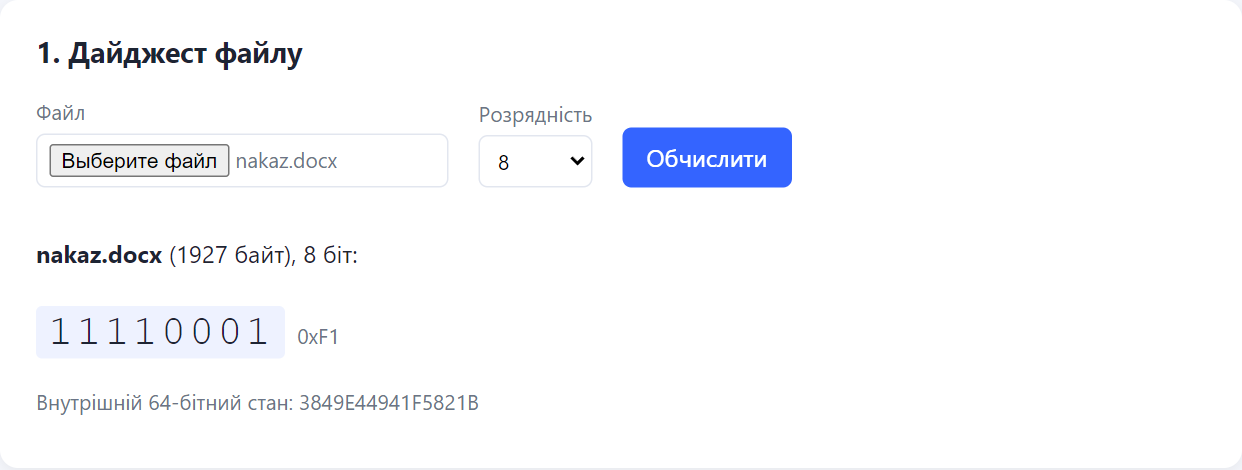 1. Дайджест файлу
Файл
Розрядність
Выберите файл nakaz.docx
8
Обчислити
nakaz.docx (1927 байт), 8 біт:
11110001 0xF1
Внутрішній 64-бітний стан: 3849E44941F5821B